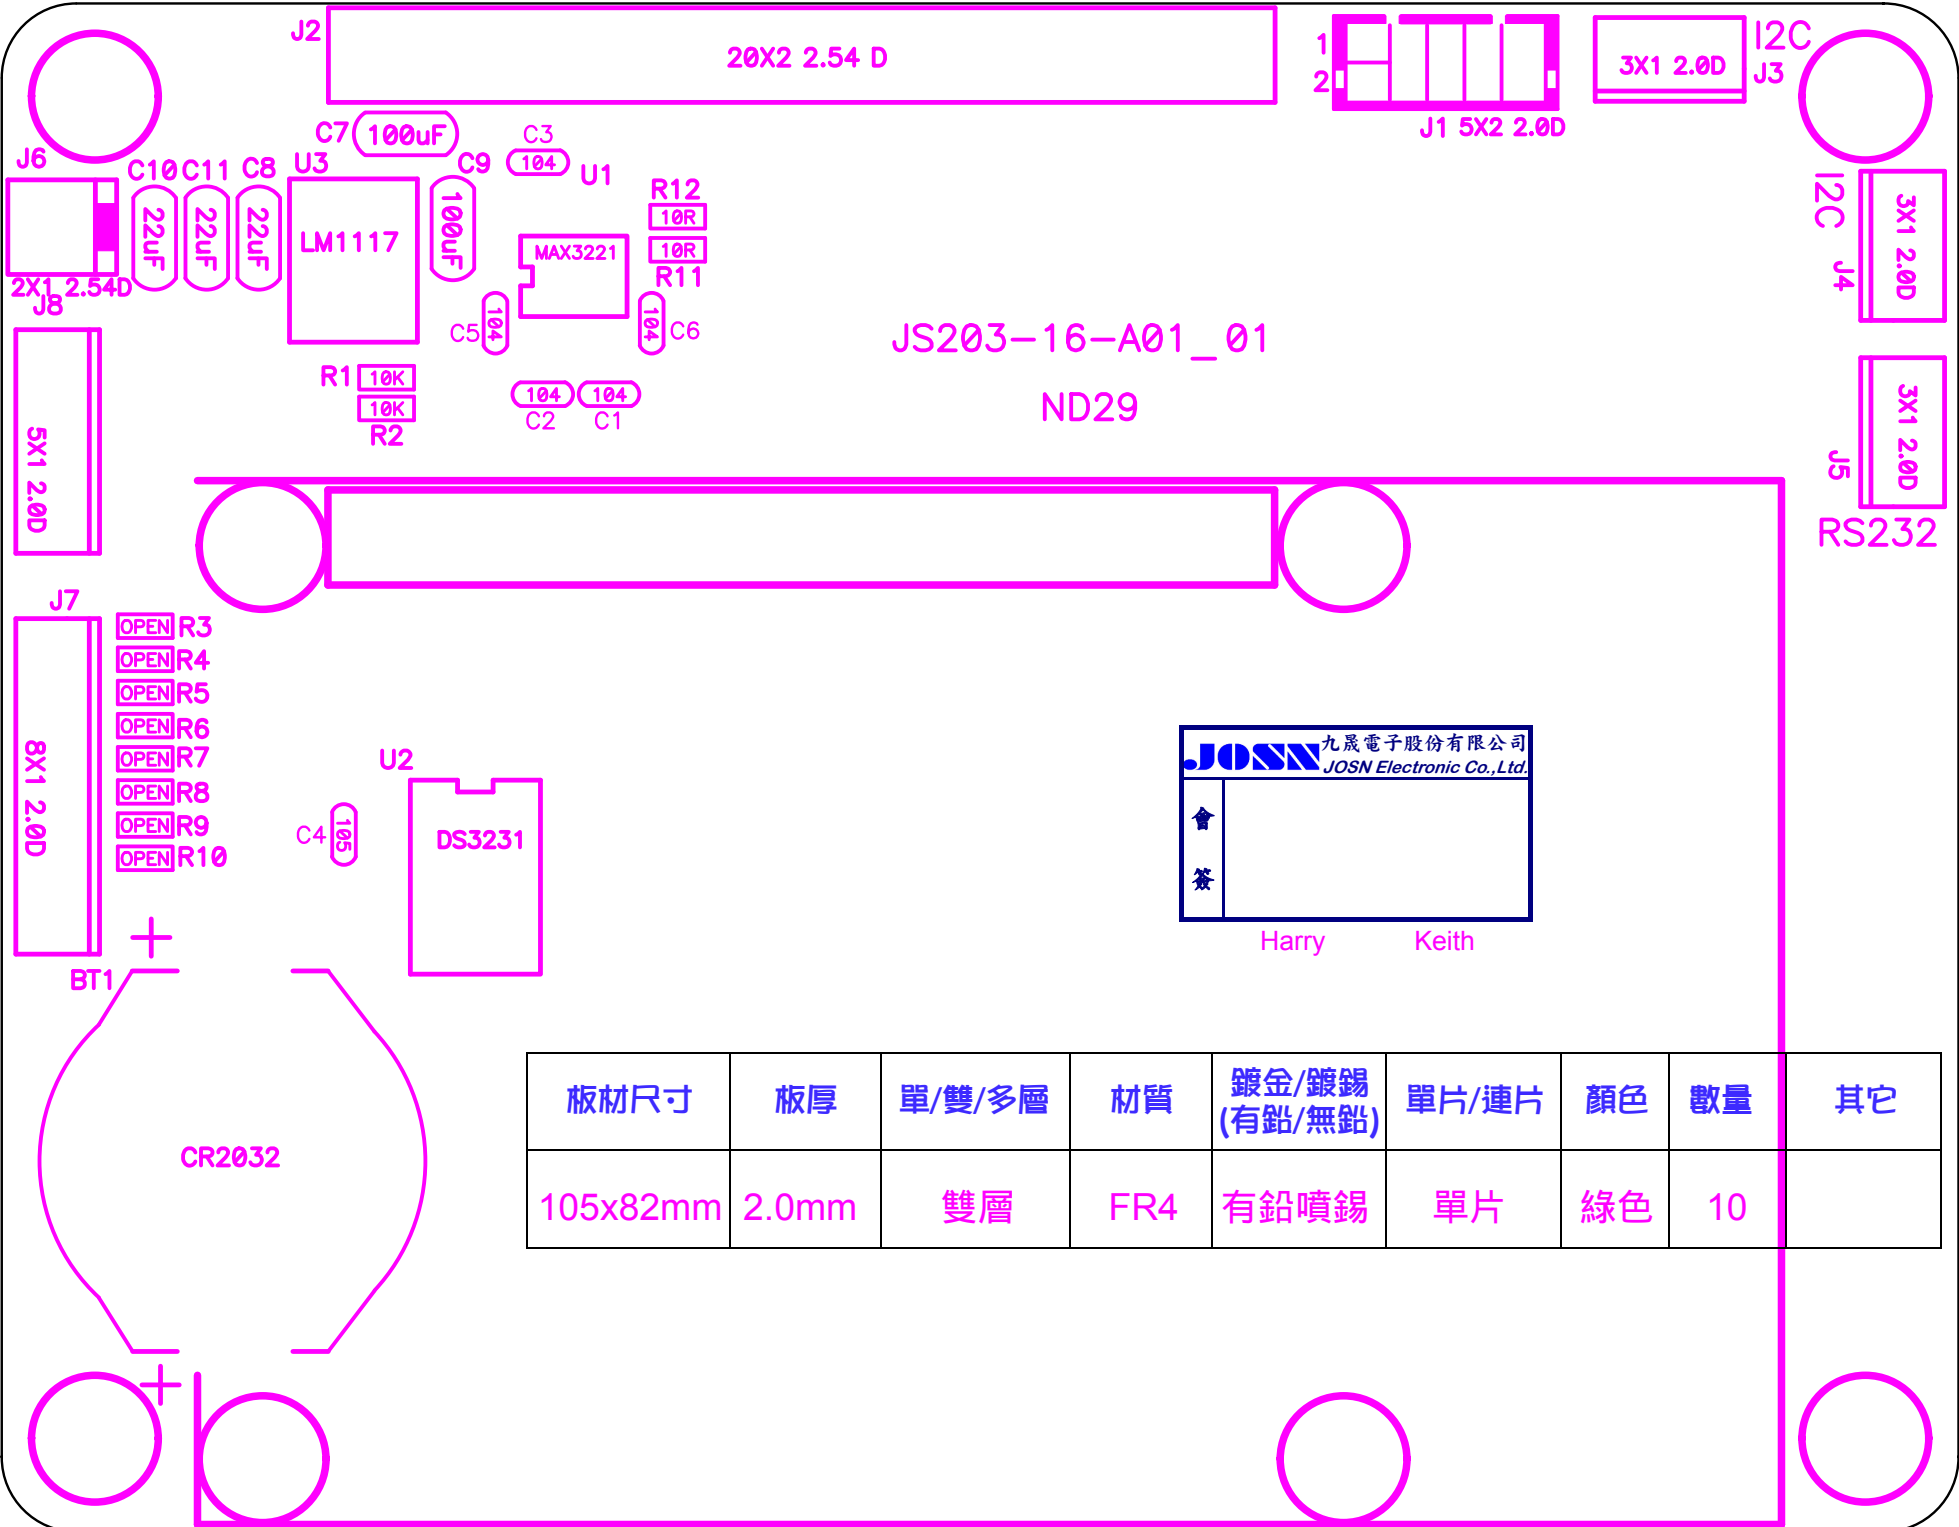 J2
20X2 2.54 D
1
2
J1 5X2 2.0D
3X1 2.0D
I2C
J3
C7
100uF
C3
104
J6
C10
C11
C8
U3
C9
U1
R12
10R
10R
R11
22uF
22uF
22uF
LM1117
100uF
MAX3221
I2C
3X1 2.0D
J4
2X1 2.54D
J8
C5
104
104
C6
JS203-16-A01_01
ND29
R1
10K
10K
R2
104
104
C2
C1
5X1 2.0D
3X1 2.0D
J5
RS232
J7
OPEN R3
OPEN R4
OPEN R5
OPEN R6
OPEN R7
OPEN R8
OPEN R9
OPEN R10
8X1 2.0D
U2
C4
105
DS3231
JOSN
九晟電子股份有限公司
JOSN Electronic Co.,Ltd.
會
簽
Harry Keith
+
BT1
CR2032
+
板材尺寸 板厚 單/雙/多層 材質 鍍金/鍍錫 單片/連片 顏色 數量 其它
(有鉛/無鉛)
105x82mm 2.0mm 雙層 FR4 有鉛噴錫 單片 綠色 10